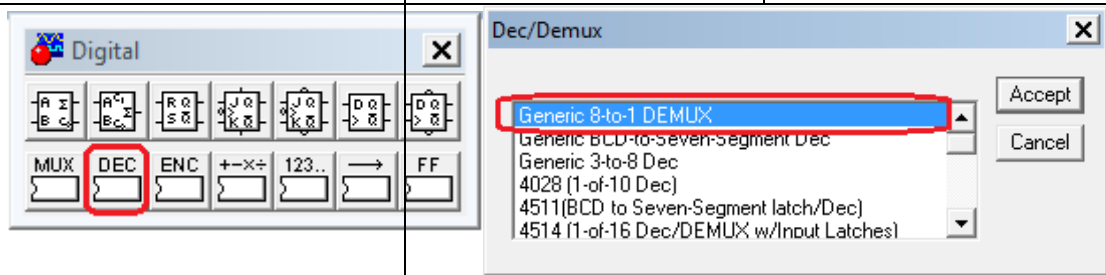 Digital
A Σ
B C
A Cı Σ
B Co
R Q
S Q
J Q
K Q
J Q
K Q
D Q
> Q
D Q
> Q
MUX DEC ENC +−×÷ 123.. FF
Dec/Demux
Generic 8-to-1 DEMUX
Generic BCD-to-Seven-Segment Dec
Generic 3-to-8 Dec
4028 (1-of-10 Dec)
4511(BCD to Seven-Segment latch/Dec)
4514 (1-of-16 Dec/DEMUX w/Input Latches)
Accept
Cancel